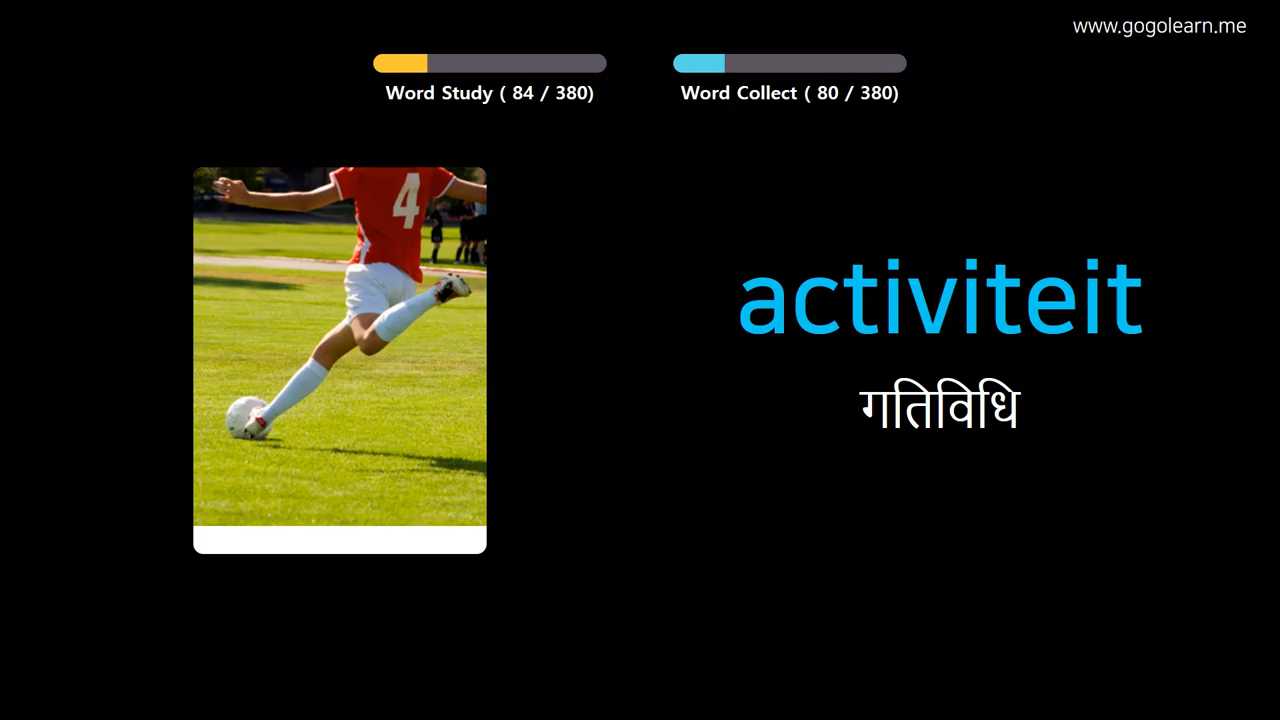 www.gogolearn.me
Word Study ( 84 / 380)
Word Collect ( 80 / 380)
4
activiteit
गतिविधि